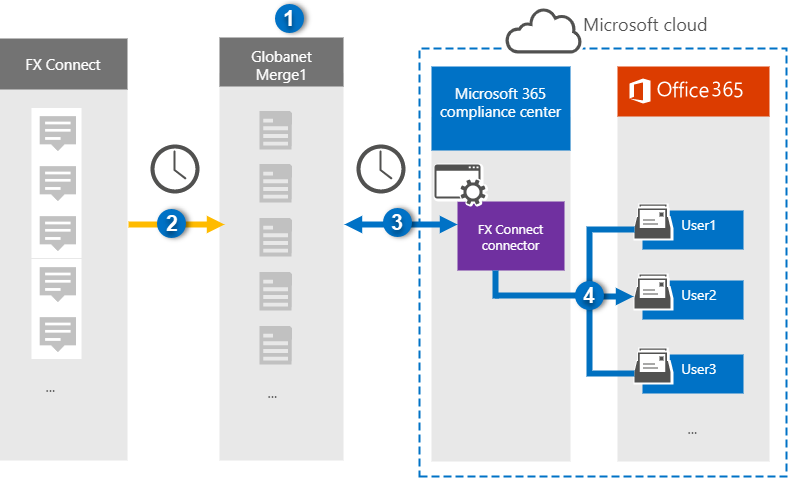 1
Microsoft cloud
FX Connect
Globanet
Merge1
Microsoft 365
compliance center
Office 365
2
3
FX Connect
connector
4
User1
User2
User3
...
...
...